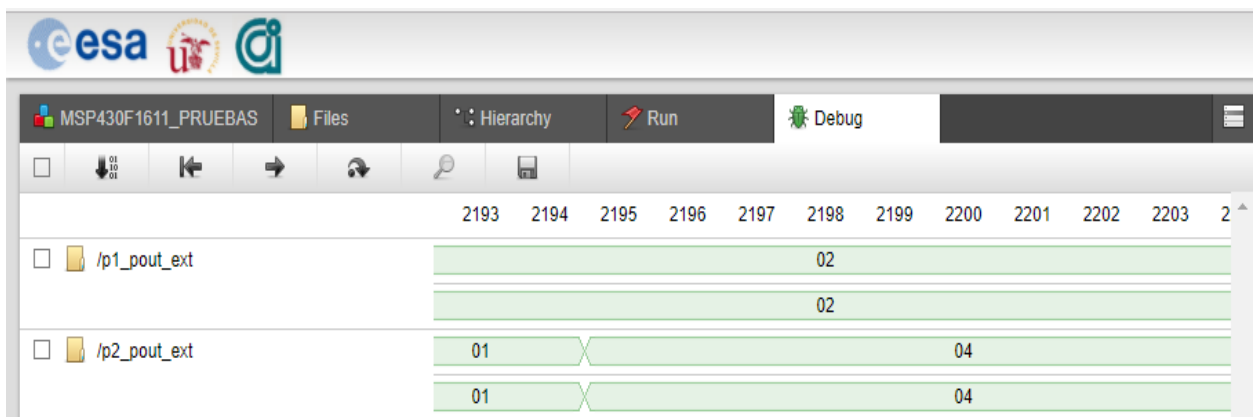 esa
MSP430F1611_PRUEBAS Files Hierarchy Run Debug
2193 2194 2195 2196 2197 2198 2199 2200 2201 2202 2203 2
/p1_pout_ext 02
02
/p2_pout_ext 01 04
01 04